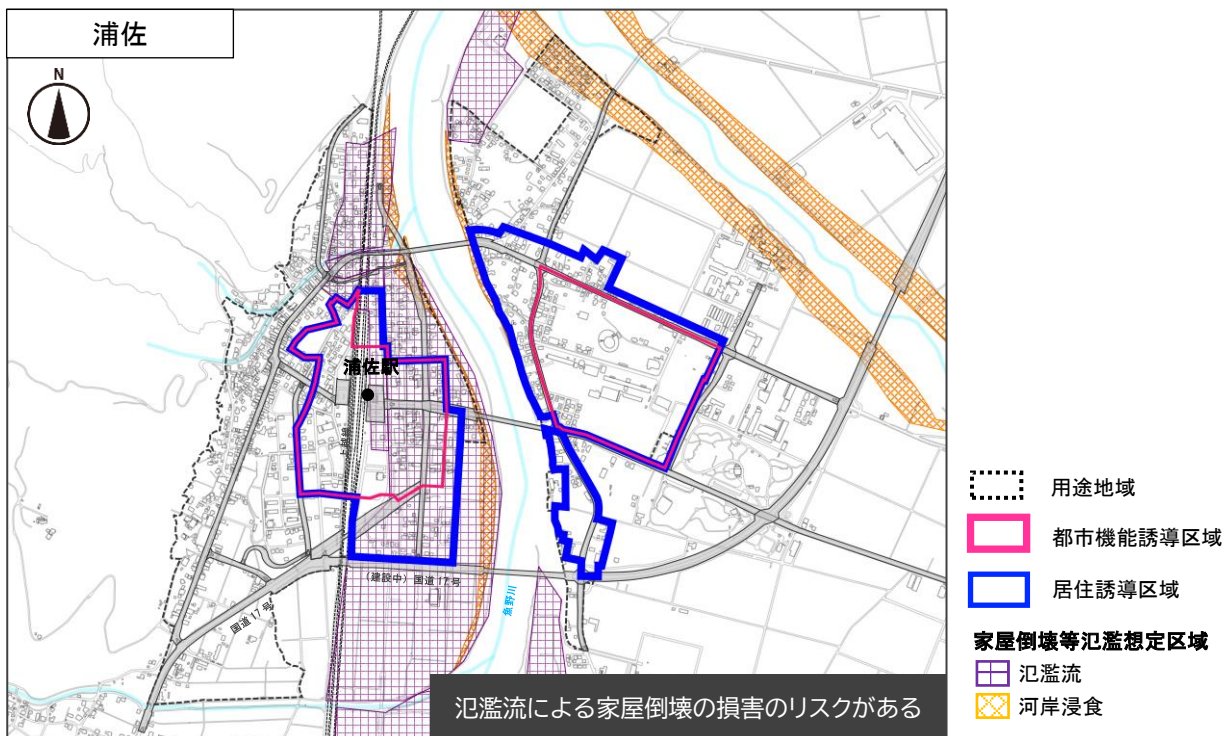 浦佐
N
浦佐駅
上越線
(建設中)国道17号
国道17号
魚野川
氾濫流による家屋倒壊の損害のリスクがある
用途地域
都市機能誘導区域
居住誘導区域
家屋倒壊等氾濫想定区域
氾濫流
河岸浸食